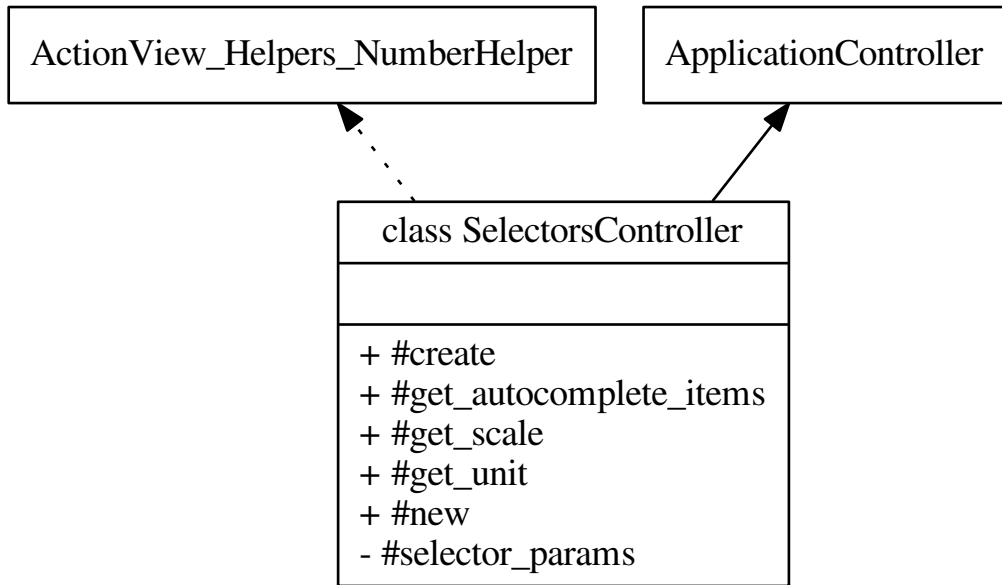 ActionView_Helpers_NumberHelper
ApplicationController
class SelectorsController
+ #create
+ #get_autocomplete_items
+ #get_scale
+ #get_unit
+ #new
- #selector_params